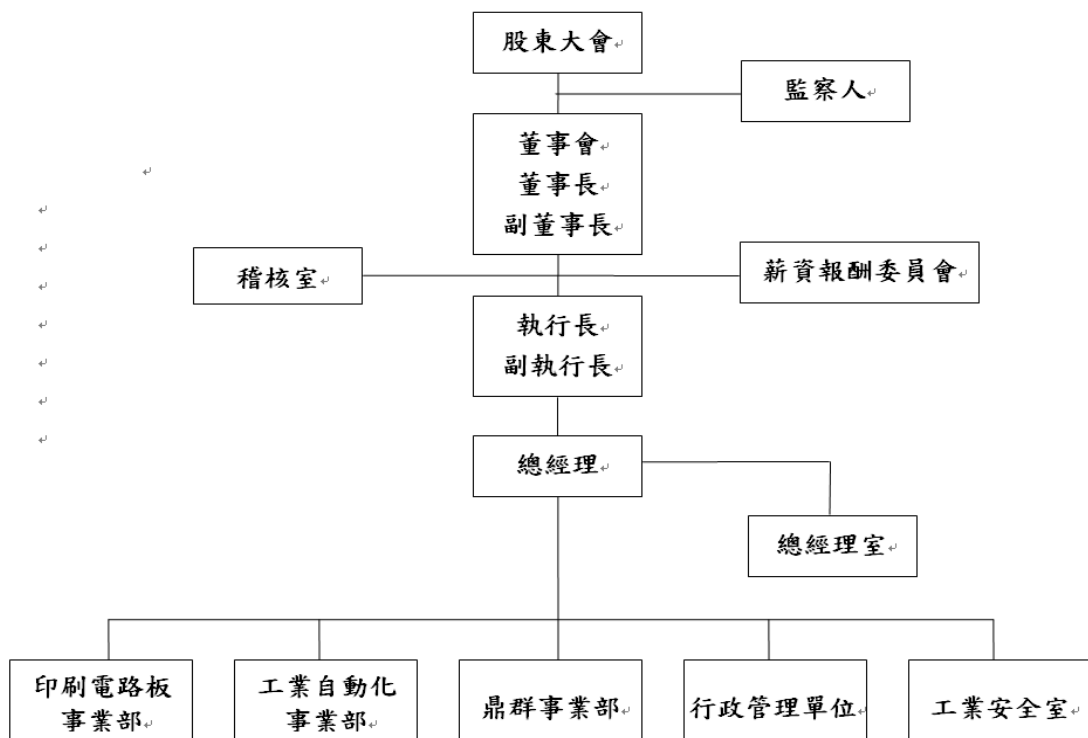 股東大會
監察人
董事會
董事長
副董事長
稽核室
薪資報酬委員會
執行長
副執行長
總經理
總經理室
印刷電路板
事業部
工業自動化
事業部
鼎群事業部
行政管理單位
工業安全室